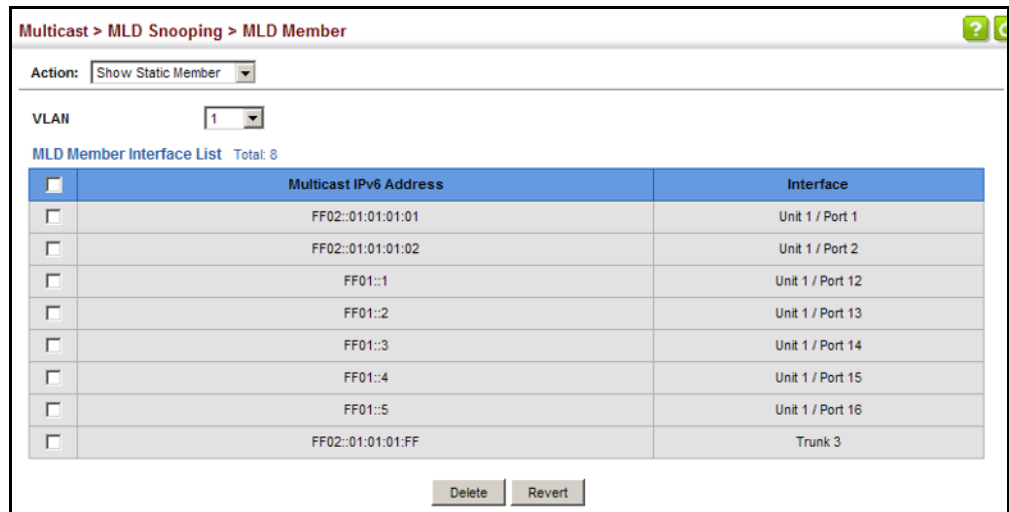 Multicast > MLD Snooping > MLD Member
?
Action: Show Static Member
VLAN 1
MLD Member Interface List Total: 8
Multicast IPv6 Address Interface
FF02::01:01:01:01 Unit 1 / Port 1
FF02::01:01:01:02 Unit 1 / Port 2
FF01::1 Unit 1 / Port 12
FF01::2 Unit 1 / Port 13
FF01::3 Unit 1 / Port 14
FF01::4 Unit 1 / Port 15
FF01::5 Unit 1 / Port 16
FF02::01:01:01:FF Trunk 3
Delete Revert